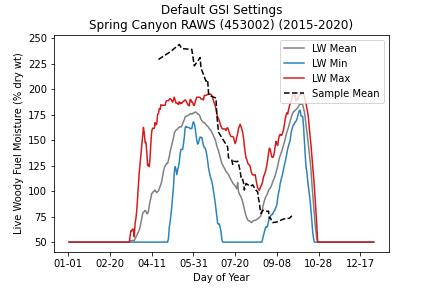 Default GSI Settings
Spring Canyon RAWS (453002) (2015-2020)
Live Woody Fuel Moisture (% dry wt)
250
225
200
175
150
125
100
75
50
LW Mean
LW Min
LW Max
Sample Mean
01-01 02-20 04-11 05-31 07-20 09-08 10-28 12-17
Day of Year